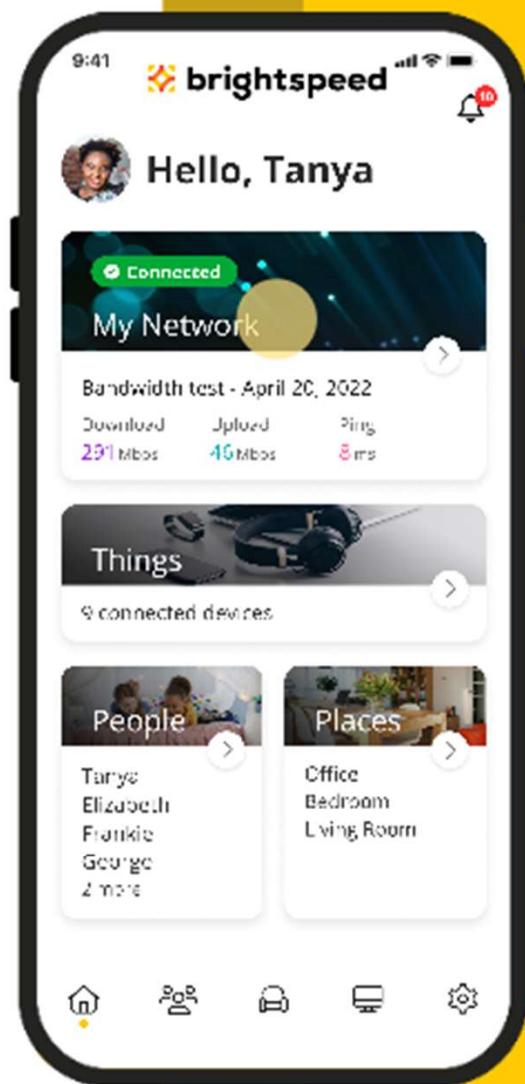 9:41
brightspeed
10
Hello, Tanya
Connected
My Network
Bandwidth test - April 20, 2022
Download Upload Ping
291 Mbps 46 Mbps 8 ms
Things
9 connected devices
People
Tanya
Elizabeth
Frankie
George
2 more
Places
Office
Bedroom
Living Room